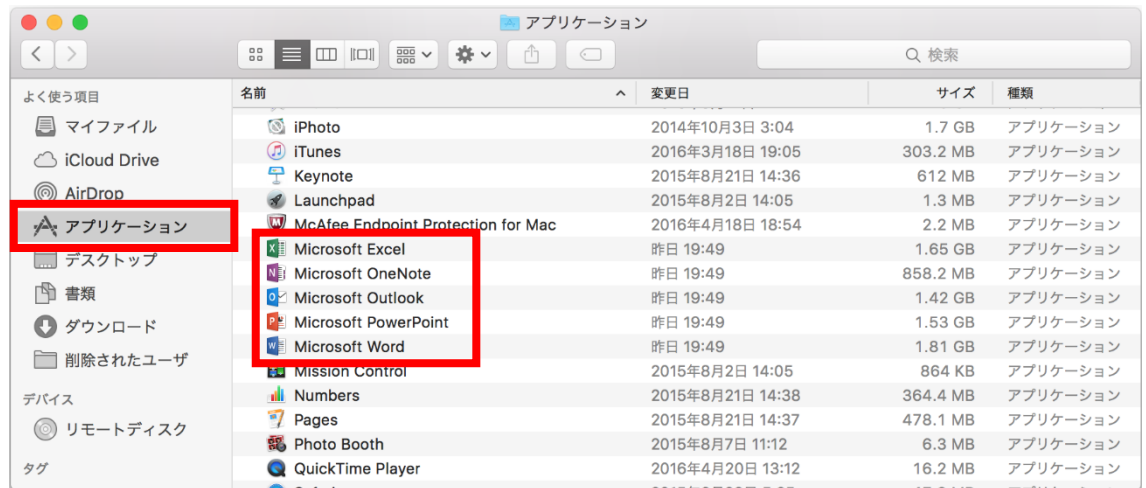 アプリケーション
検索
よく使う項目
マイファイル
iCloud Drive
AirDrop
アプリケーション
デスクトップ
書類
ダウンロード
削除されたユーザ
デバイス
リモートディスク
タグ
名前 変更日 サイズ 種類
iPhoto 2014年10月3日 3:04 1.7 GB アプリケーション
iTunes 2016年3月18日 19:05 303.2 MB アプリケーション
Keynote 2015年8月21日 14:36 612 MB アプリケーション
Launchpad 2015年8月2日 14:05 1.3 MB アプリケーション
McAfee Endpoint Protection for Mac 2016年4月18日 18:54 2.2 MB アプリケーション
Microsoft Excel 昨日 19:49 1.65 GB アプリケーション
Microsoft OneNote 昨日 19:49 858.2 MB アプリケーション
Microsoft Outlook 昨日 19:49 1.42 GB アプリケーション
Microsoft PowerPoint 昨日 19:49 1.53 GB アプリケーション
Microsoft Word 昨日 19:49 1.81 GB アプリケーション
Mission Control 2015年8月2日 14:05 864 KB アプリケーション
Numbers 2015年8月21日 14:38 364.4 MB アプリケーション
Pages 2015年8月21日 14:37 478.1 MB アプリケーション
Photo Booth 2015年8月7日 11:12 6.3 MB アプリケーション
QuickTime Player 2016年4月20日 13:12 16.2 MB アプリケーション